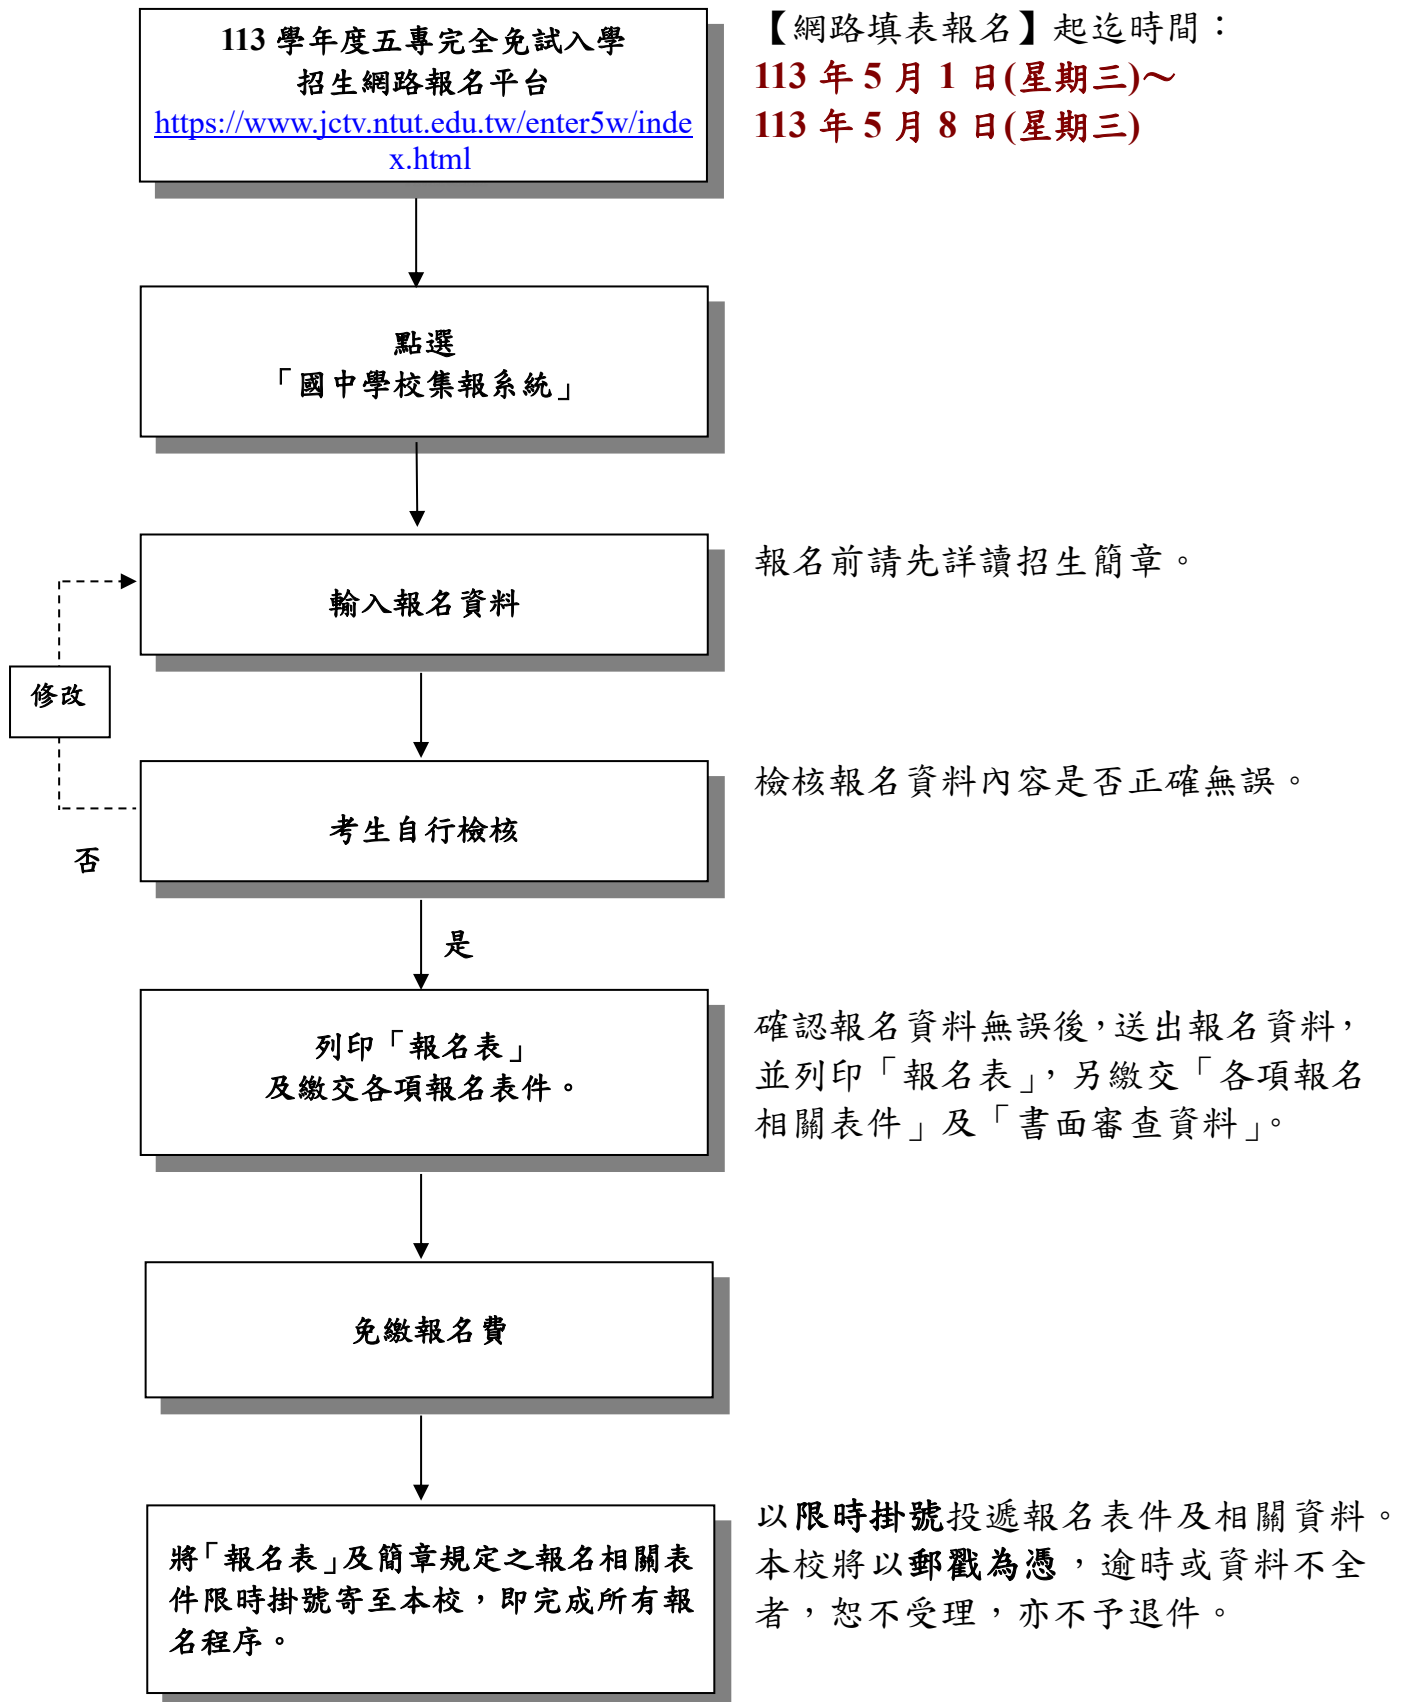 113 學年度五專完全免試入學
招生網路報名平台
https://www.jctv.ntut.edu.tw/enter5w/inde
x.html
【網路填表報名】起迄時間：
113 年 5 月 1 日(星期三)～
113 年 5 月 8 日(星期三)
點選
「國中學校集報系統」
輸入報名資料
報名前請先詳讀招生簡章。
修改
考生自行檢核
檢核報名資料內容是否正確無誤。
否
是
列印「報名表」
及繳交各項報名表件。
確認報名資料無誤後，送出報名資料，
並列印「報名表」，另繳交「各項報名
相關表件」及「書面審查資料」。
免繳報名費
將「報名表」及簡章規定之報名相關表
件限時掛號寄至本校，即完成所有報
名程序。
以限時掛號投遞報名表件及相關資料。
本校將以郵戳為憑，逾時或資料不全
者，恕不受理，亦不予退件。